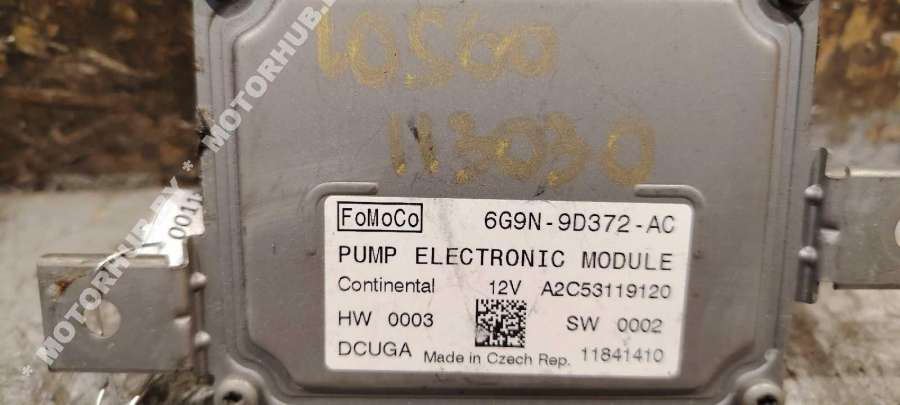 10560
113030
FoMoCo 6G9N-9D372-AC
PUMP ELECTRONIC MODULE
Continental 12V A2C53119120
HW 0003 SW 0002
DCUGA Made in Czech Rep. 11841410
* MOTORHUB.BY * MOTORHUB.BY